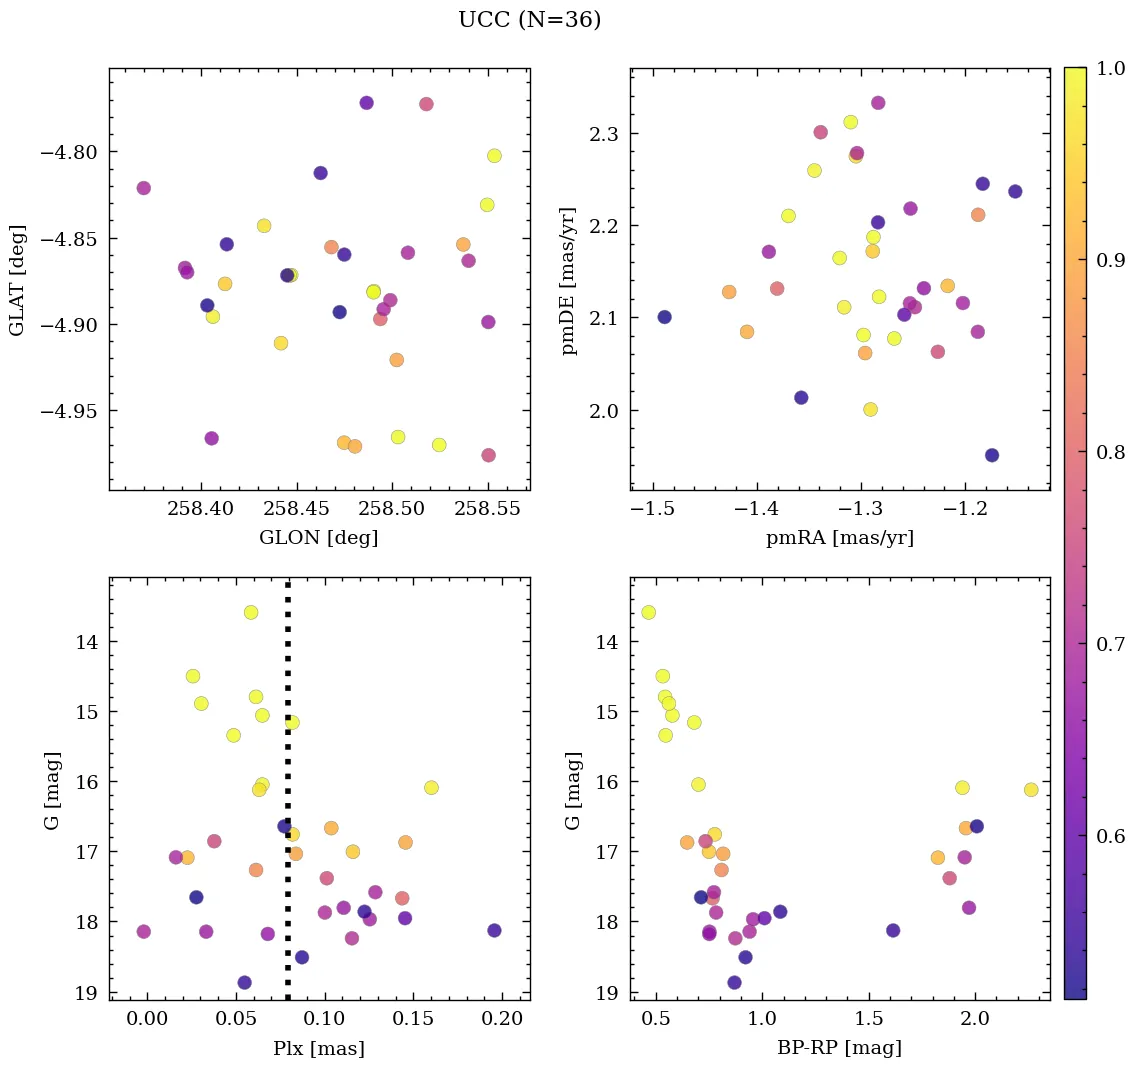 UCC (N=36)
−4.80
−4.85
−4.90
−4.95
GLAT [deg]
258.40 258.45 258.50 258.55
GLON [deg]
2.3
2.2
2.1
2.0
pmDE [mas/yr]
−1.5 −1.4 −1.3 −1.2
pmRA [mas/yr]
14
15
16
17
18
19
G [mag]
0.00 0.05 0.10 0.15 0.20
Plx [mas]
14
15
16
17
18
19
G [mag]
0.5 1.0 1.5 2.0
BP-RP [mag]
1.0
0.9
0.8
0.7
0.6